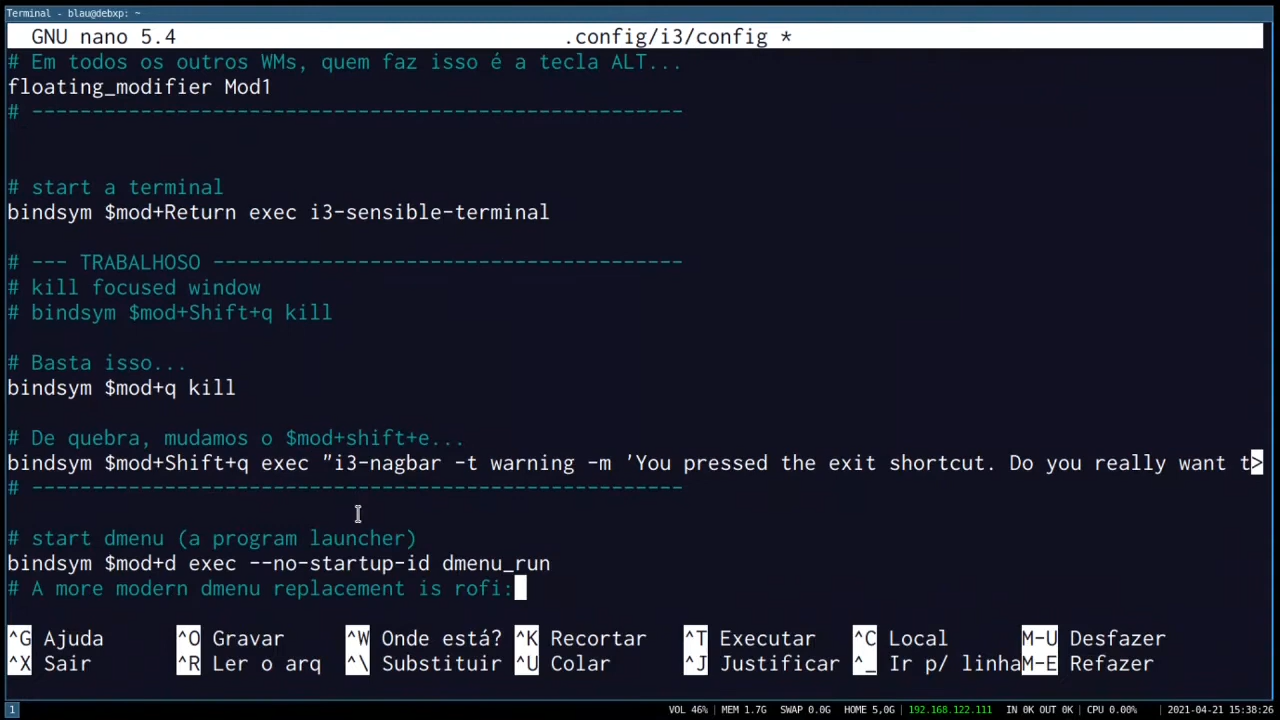 Terminal - blau@debxp: ~
GNU nano 5.4 .config/i3/config *
# Em todos os outros WMs, quem faz isso é a tecla ALT...
floating_modifier Mod1
# ------------------------------------------------------
# start a terminal
bindsym $mod+Return exec i3-sensible-terminal
# --- TRABALHOSO ---------------------------------------
# kill focused window
# bindsym $mod+Shift+q kill
# Basta isso...
bindsym $mod+q kill
# De quebra, mudamos o $mod+shift+e...
bindsym $mod+Shift+q exec "i3-nagbar -t warning -m 'You pressed the exit shortcut. Do you really want t>
# ------------------------------------------------------
# start dmenu (a program launcher)
bindsym $mod+d exec --no-startup-id dmenu_run
# A more modern dmenu replacement is rofi:
^G Ajuda ^O Gravar ^W Onde está? ^K Recortar ^T Executar ^C Local M-U Desfazer
^X Sair ^R Ler o arq ^\ Substituir ^U Colar ^J Justificar ^_ Ir p/ linha M-E Refazer
1 VOL 46% | MEM 1.7G SWAP 0.0G HOME 5,0G | 192.168.122.111 IN 0K OUT 0K | CPU 0.00% | 2021-04-21 15:38:26